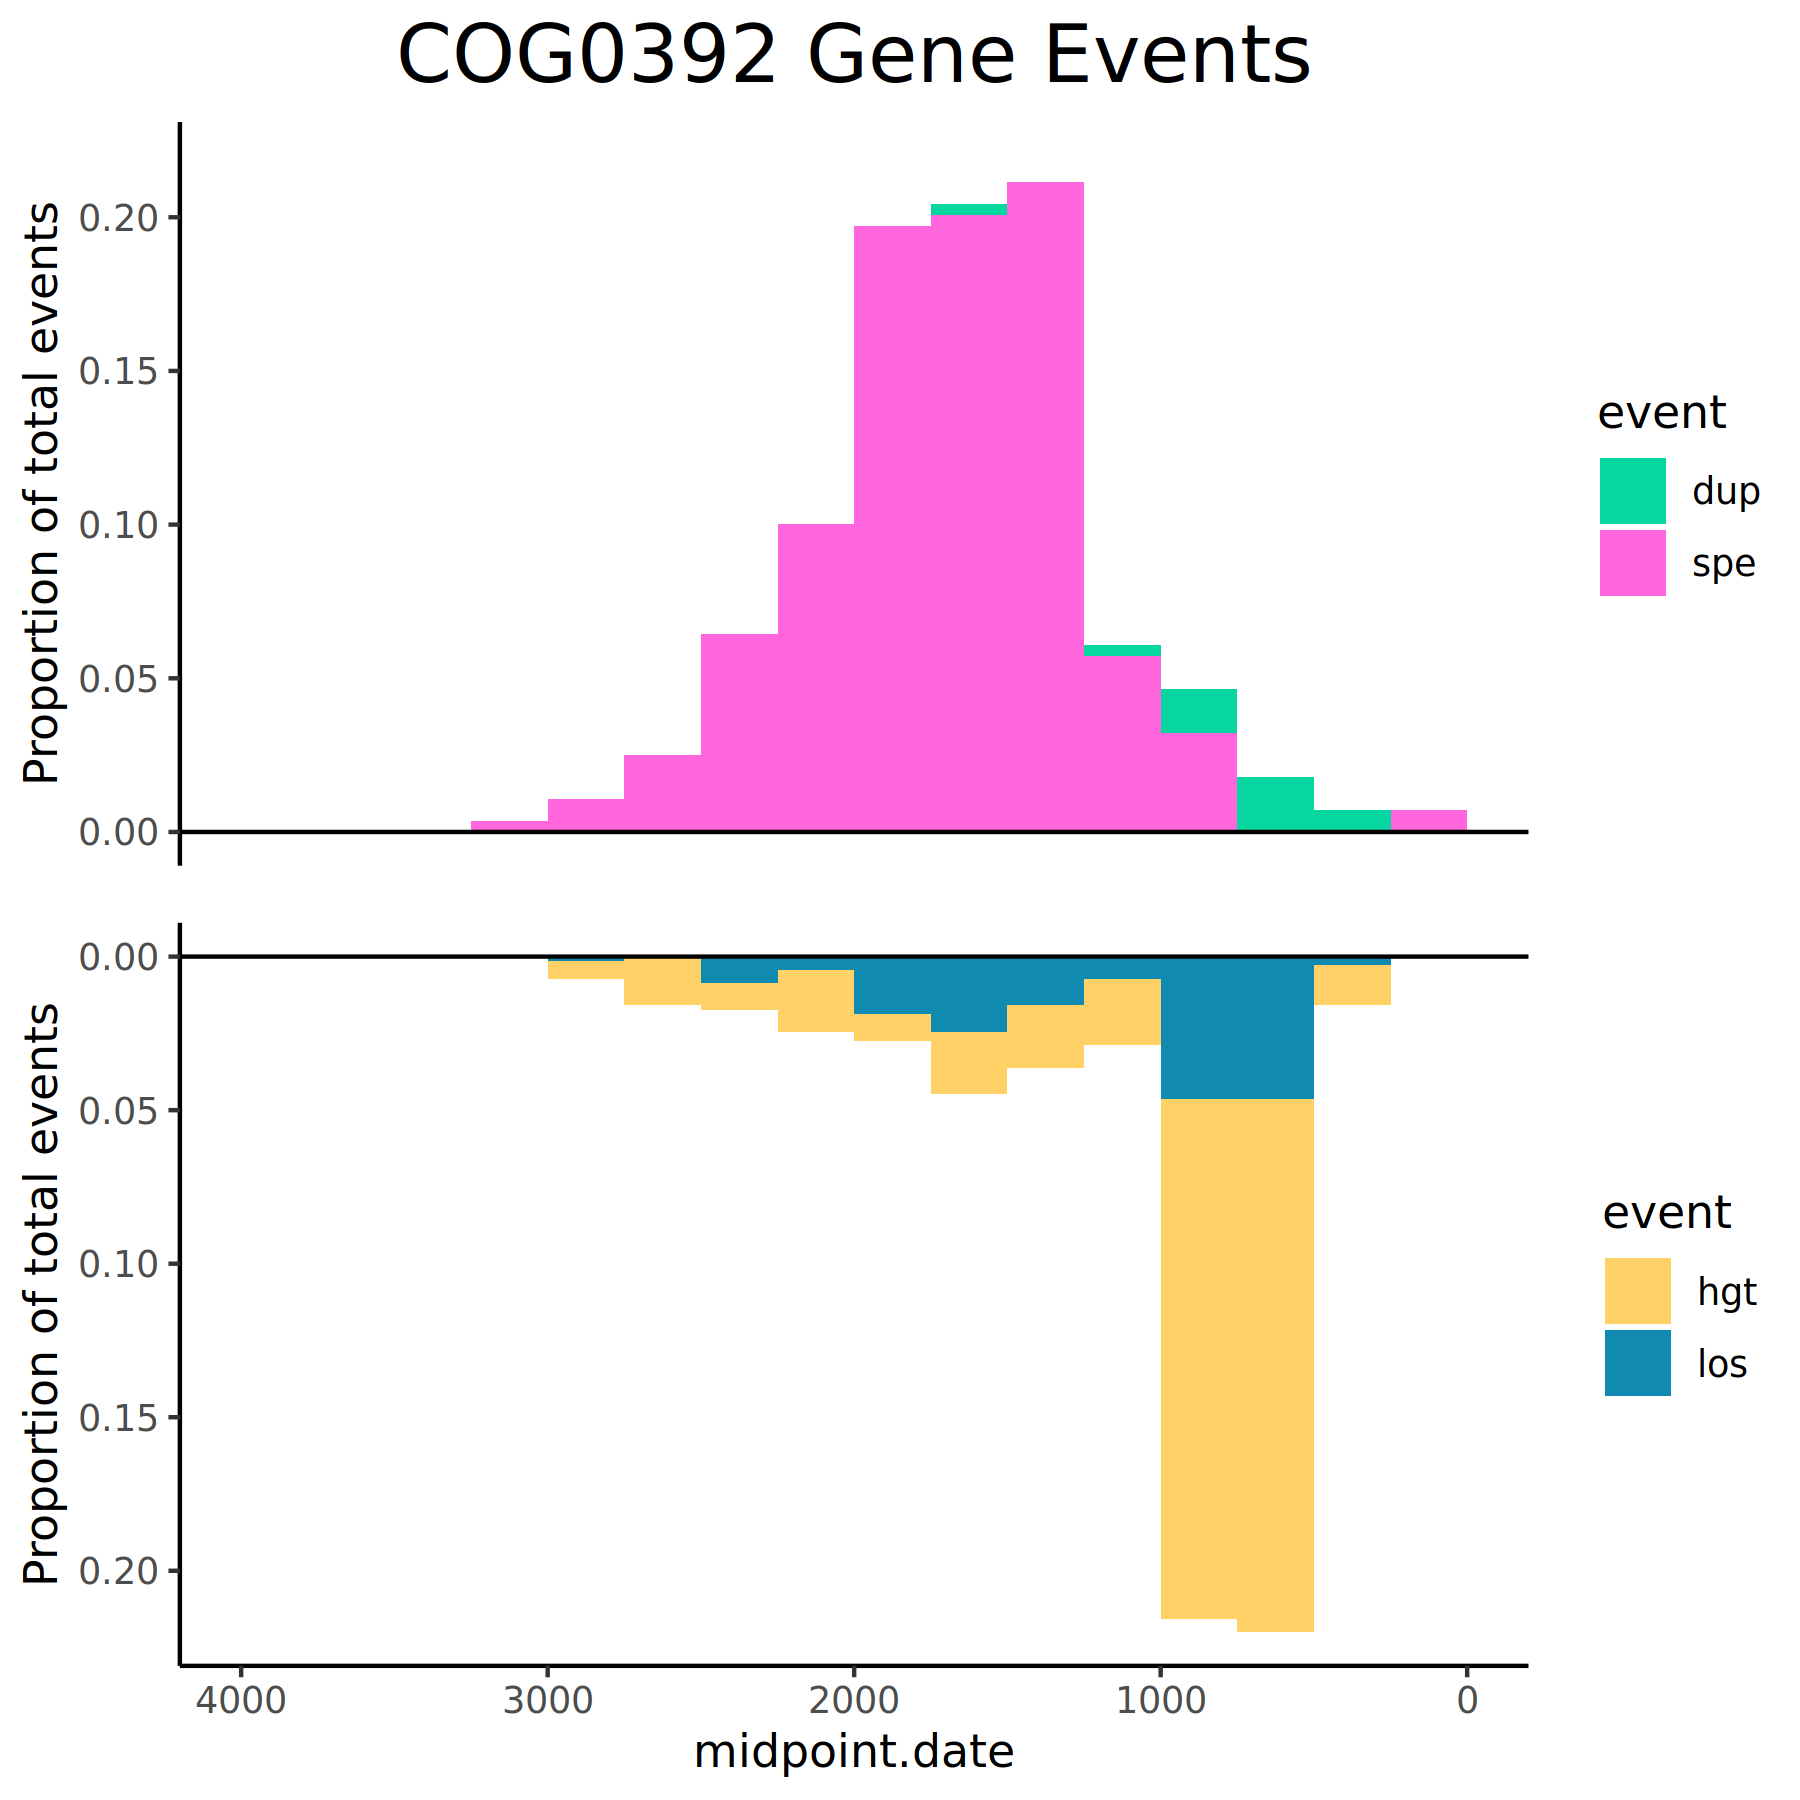 COG0392 Gene Events
Proportion of total events
0.20
0.15
0.10
0.05
0.00
event
dup
spe
Proportion of total events
0.00
0.05
0.10
0.15
0.20
event
hgt
los
4000 3000 2000 1000 0
midpoint.date